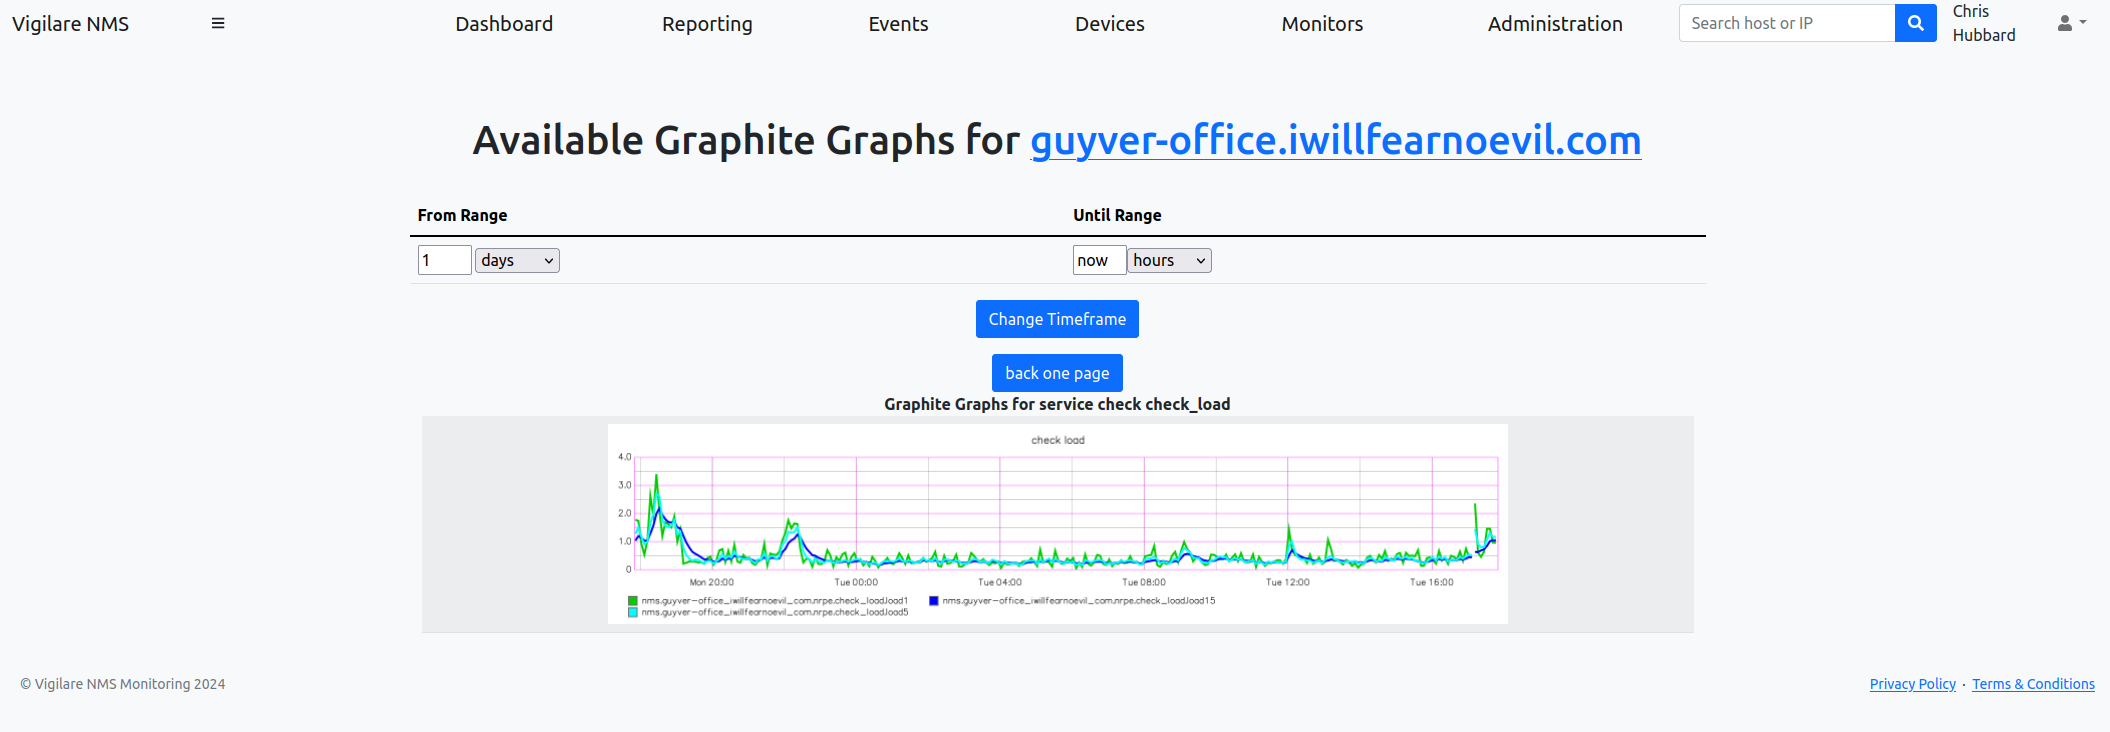 Vigilare NMS
Dashboard
Reporting
Events
Devices
Monitors
Administration
Search host or IP
Chris
Hubbard
Available Graphite Graphs for guyver-office.iwillfearnoevil.com
From Range
Until Range
1
days
now
hours
Change Timeframe
back one page
Graphite Graphs for service check check_load
check load
4.0
3.0
2.0
1.0
0
Mon 20:00
Tue 00:00
Tue 04:00
Tue 08:00
Tue 12:00
Tue 16:00
nms.guyver-office_iwillfearnoevil_com.nrpe.check_load.load1
nms.guyver-office_iwillfearnoevil_com.nrpe.check_load.load15
nms.guyver-office_iwillfearnoevil_com.nrpe.check_load.load5
© Vigilare NMS Monitoring 2024
Privacy Policy · Terms & Conditions